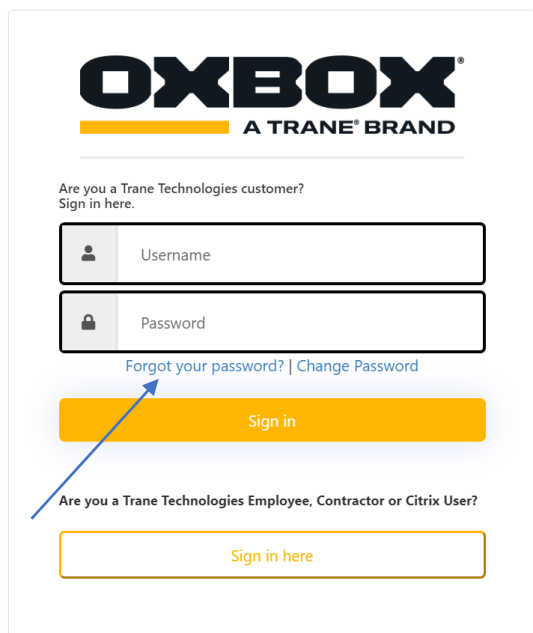 OXBOX®
A TRANE® BRAND
Are you a Trane Technologies customer?
Sign in here.
Username
Password
Forgot your password? | Change Password
Sign in
Are you a Trane Technologies Employee, Contractor or Citrix User?
Sign in here